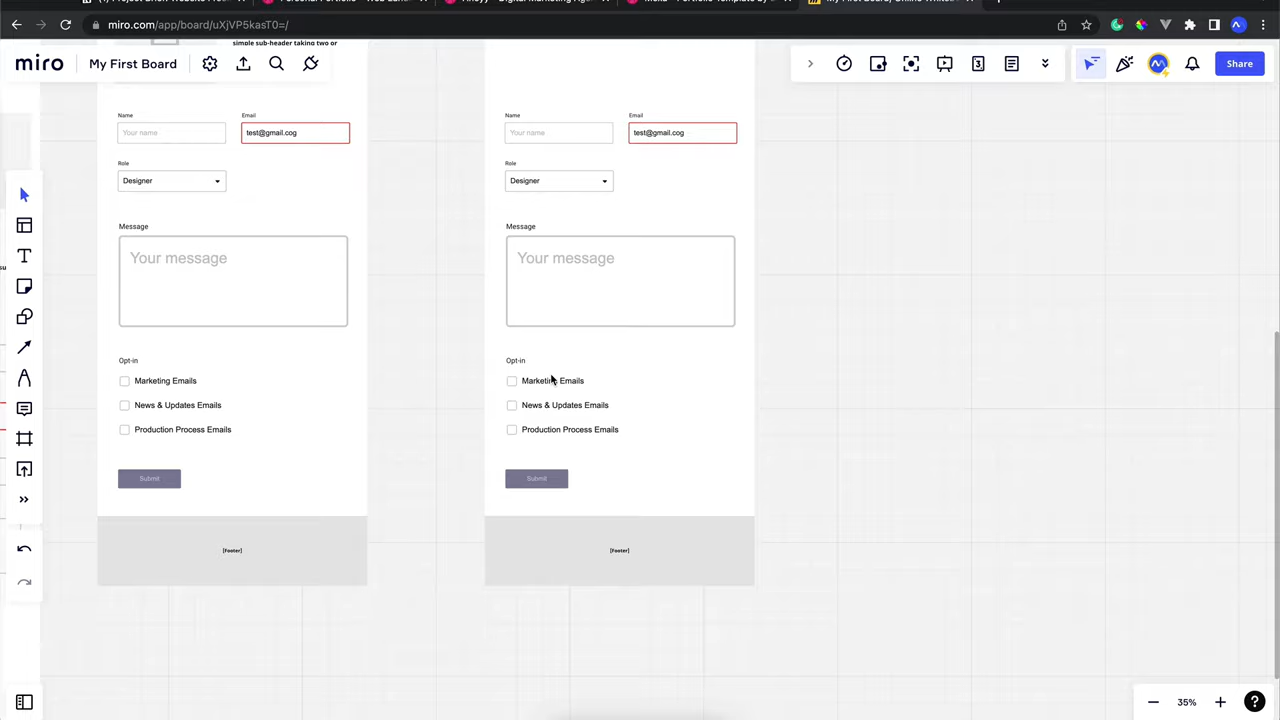 miro.com/app/board/uxjVP5kasT0=/
simple sub-header taking two or
miro
My First Board
3
Share
Name
Email
Your name
test@gmail.cog
Role
Designer
Message
Your message
Opt-in
Marketing Emails
News & Updates Emails
Production Process Emails
Submit
[Footer]
Name
Email
Your name
test@gmail.cog
Role
Designer
Message
Your message
Opt-in
Marketing Emails
News & Updates Emails
Production Process Emails
Submit
[Footer]
35%